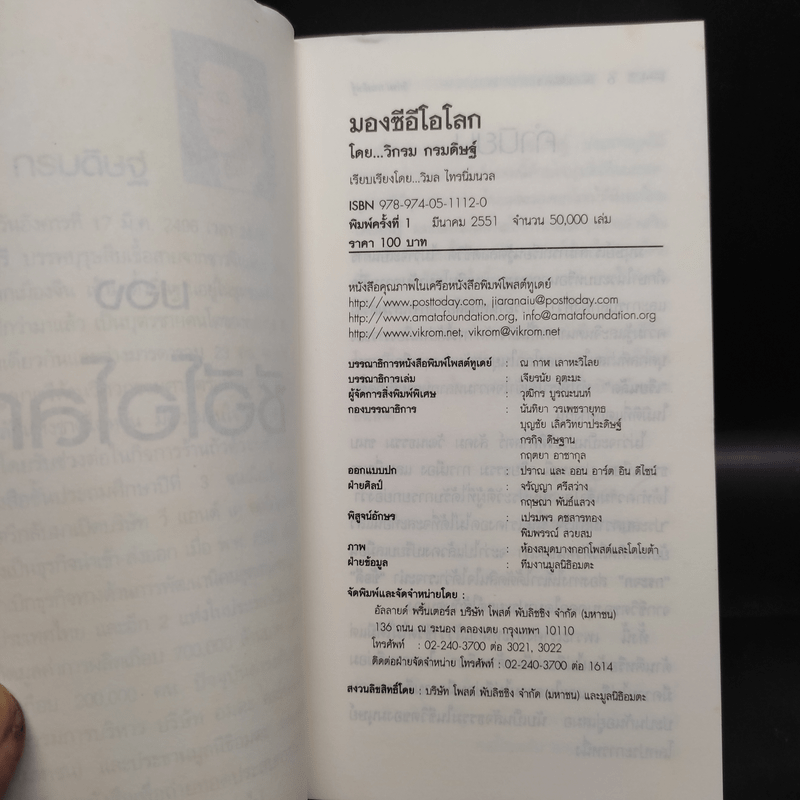 มองซีอีโอโลก
โดย...วิกรม กรมดิษฐ์
เรียบเรียงโดย...วิมล ไทรนิ่มนวล
ISBN 978-974-05-1112-0
พิมพ์ครั้งที่ 1 มีนาคม 2551 จำนวน 50,000 เล่ม
ราคา 100 บาท
หนังสือคุณภาพในเครือหนังสือพิมพ์โพสต์ทูเดย์
http://www.posttoday.com, jjaranaiu@posttoday.com
http://www.amatafoundation.org, info@amatafoundation.org
http://www.vikrom.net, vikrom@vikrom.net
บรรณาธิการหนังสือพิมพ์โพสต์ทูเดย์ : ณ กาฬ เลาหะวิไลย
บรรณาธิการเล่ม : เจียรนัย อุตะมะ
ผู้จัดการสิ่งพิมพ์พิเศษ : วุฒิกร บูรณะนนท์
กองบรรณาธิการ : นันทิยา วรเพชรายุทธ
บุญชัย เลิศวิทยาประดิษฐ์
กรกิจ ดิษฐาน
กฤตยา อาชากุล
ออกแบบปก : ปราณ และ ออน อาร์ต อิน ดีไซน์
ฝ่ายศิลป์ : จรัญญา ศรีสว่าง
กฤษณา พันธ์แสวง
พิสูจน์อักษร : เปรมพร คชสารทอง
พิมพรรณ์ สวยสม
ภาพ : ห้องสมุดบางกอกโพสต์และโตโยต้า
ฝ่ายข้อมูล : ทีมงานมูลนิธิอมตะ
จัดพิมพ์และจัดจำหน่ายโดย :
อัลลายด์ พริ้นเตอร์ส บริษัท โพสต์ พับลิชชิง จำกัด (มหาชน)
136 ถนน ณ ระนอง คลองเตย กรุงเทพฯ 10110
โทรศัพท์ : 02-240-3700 ต่อ 3021, 3022
ติดต่อฝ่ายจัดจำหน่าย โทรศัพท์ : 02-240-3700 ต่อ 1614
สงวนลิขสิทธิ์โดย : บริษัท โพสต์ พับลิชชิง จำกัด (มหาชน) และมูลนิธิอมตะ